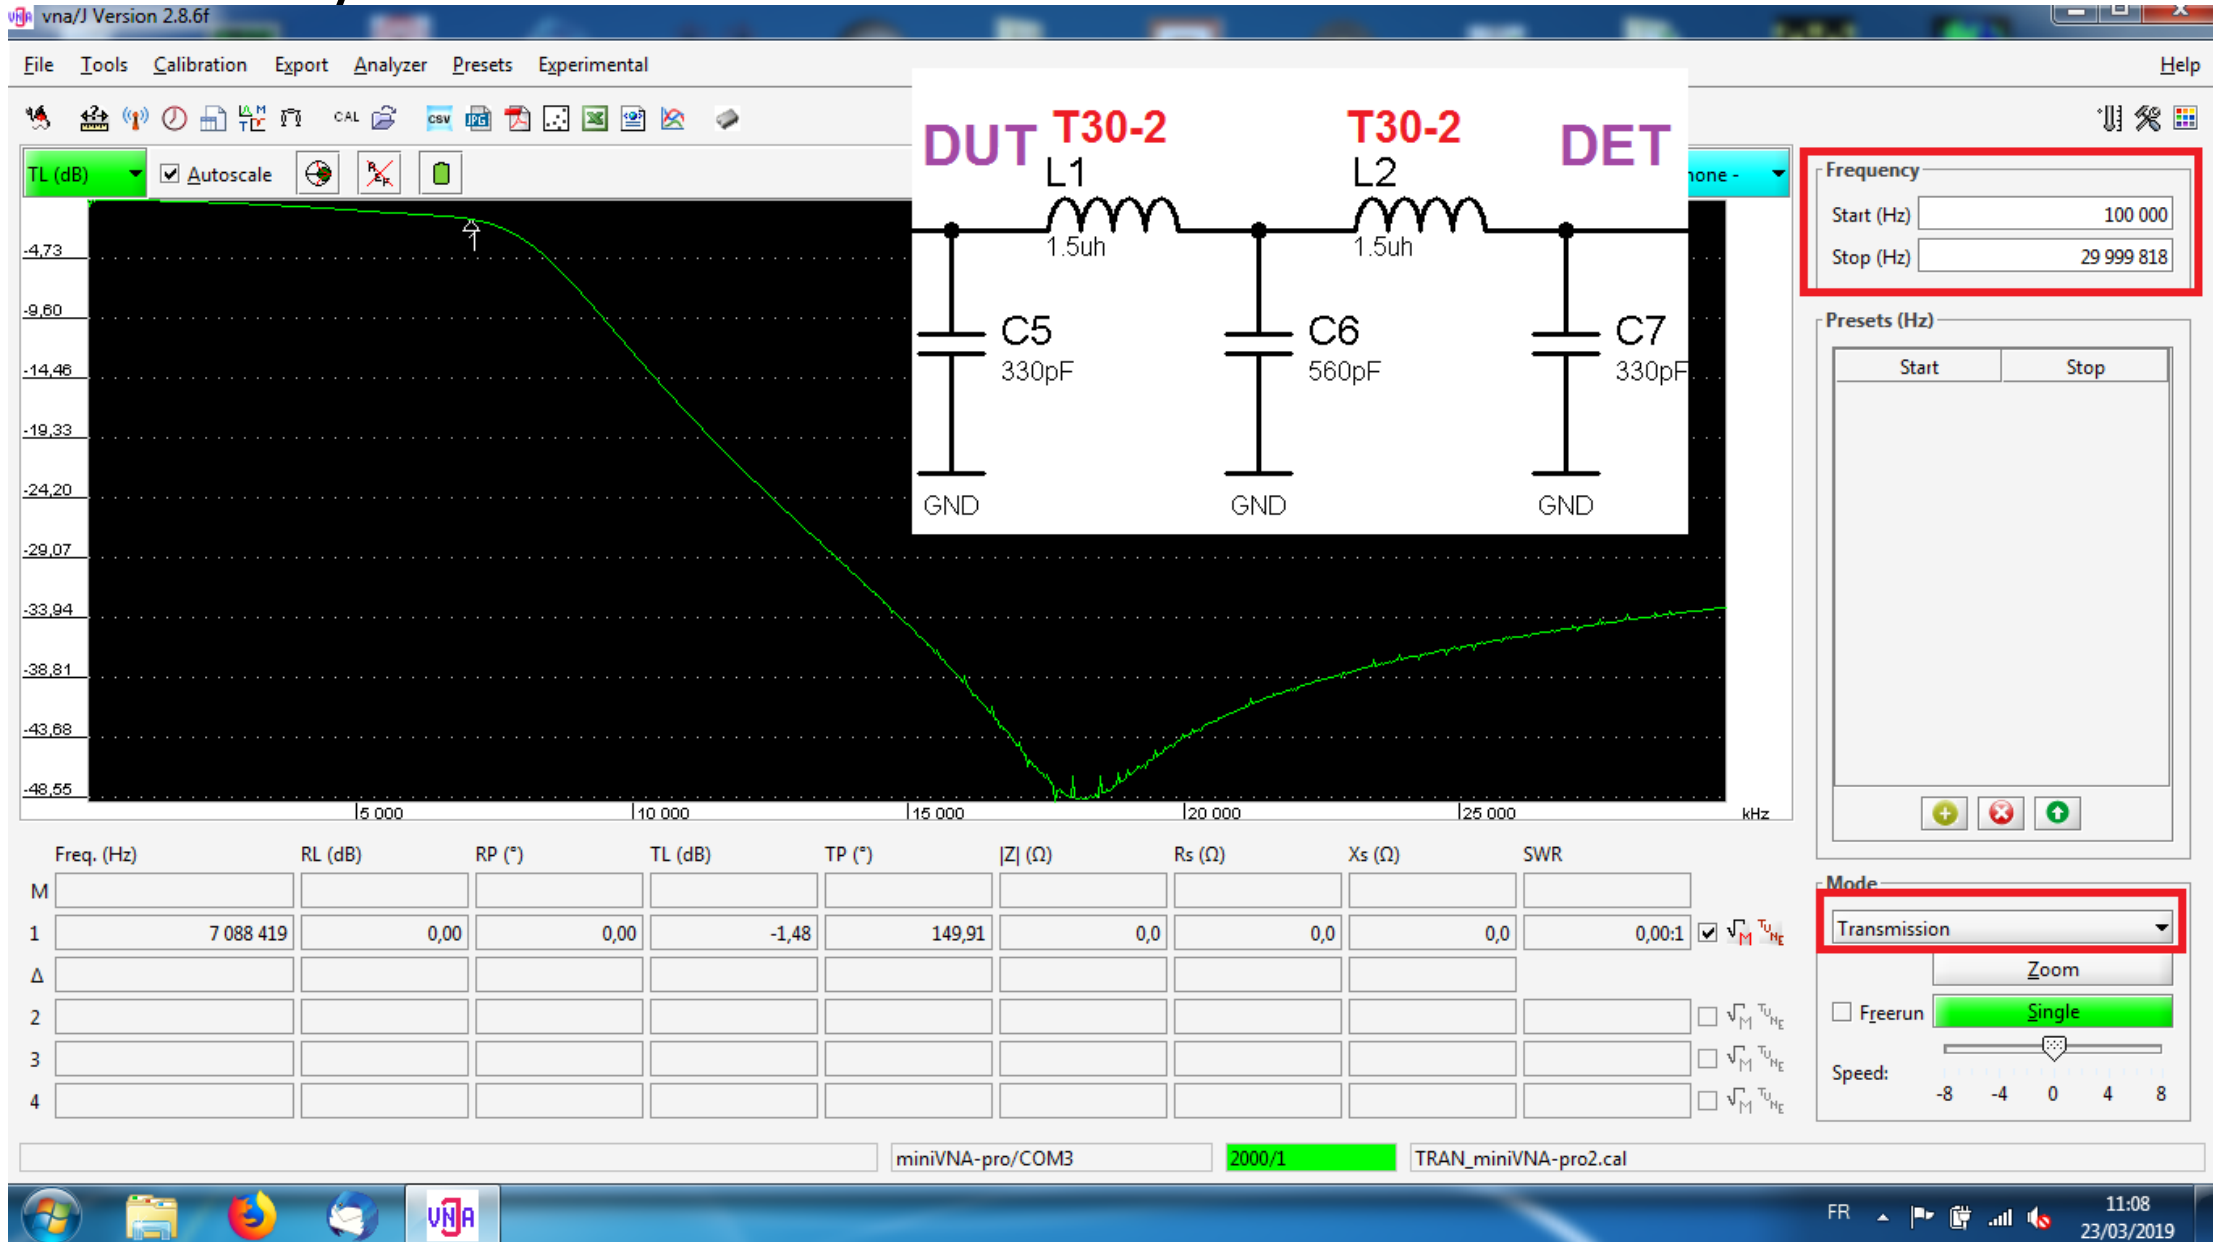 vna/J Version 2.8.6f
File Tools Calibration Export Analyzer Presets Experimental Help
CAL CSV JPG
TL (dB) Autoscale
Frequency
Start (Hz) 100 000
Stop (Hz) 29 999 818
DUT T30-2 T30-2 DET
L1 L2
1.5uh 1.5uh
C5 C6 C7
330pF 560pF 330pF
GND GND GND
-4,73
-9,60
-14,46
-19,33
-24,20
-29,07
-33,94
-38,81
-43,68
-48,55
1
5 000 10 000 15 000 20 000 25 000 kHz
Presets (Hz)
Start Stop
Freq. (Hz) RL (dB) RP (°) TL (dB) TP (°) |Z| (Ω) Rs (Ω) Xs (Ω) SWR
M
1 7 088 419 0,00 0,00 -1,48 149,91 0,0 0,0 0,0 0,00:1 M TUNE
Δ
2 M TUNE
3 M TUNE
4 M TUNE
Mode
Transmission
Zoom
Freerun Single
Speed:
-8 -4 0 4 8
miniVNA-pro/COM3 2000/1 TRAN_miniVNA-pro2.cal
VNA
FR
11:08
23/03/2019